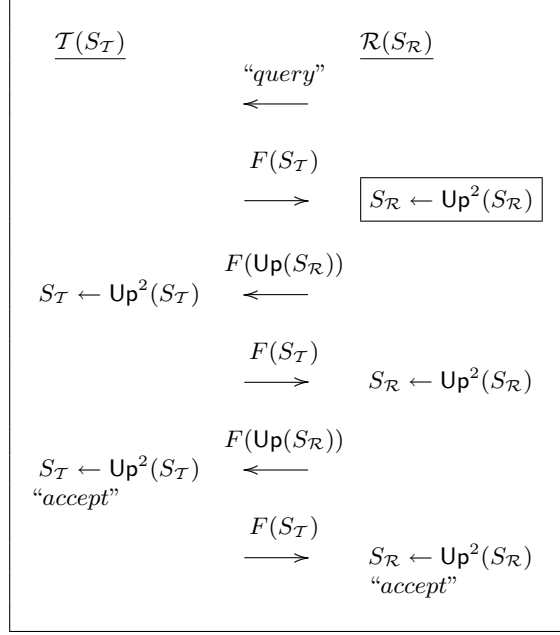 𝒯(S_𝒯) ℛ(S_ℛ)
“query”
F(S_𝒯)
S_ℛ ← Up²(S_ℛ)
F(Up(S_ℛ))
S_𝒯 ← Up²(S_𝒯)
F(S_𝒯)
S_ℛ ← Up²(S_ℛ)
F(Up(S_ℛ))
S_𝒯 ← Up²(S_𝒯)
“accept”
F(S_𝒯)
S_ℛ ← Up²(S_ℛ)
“accept”